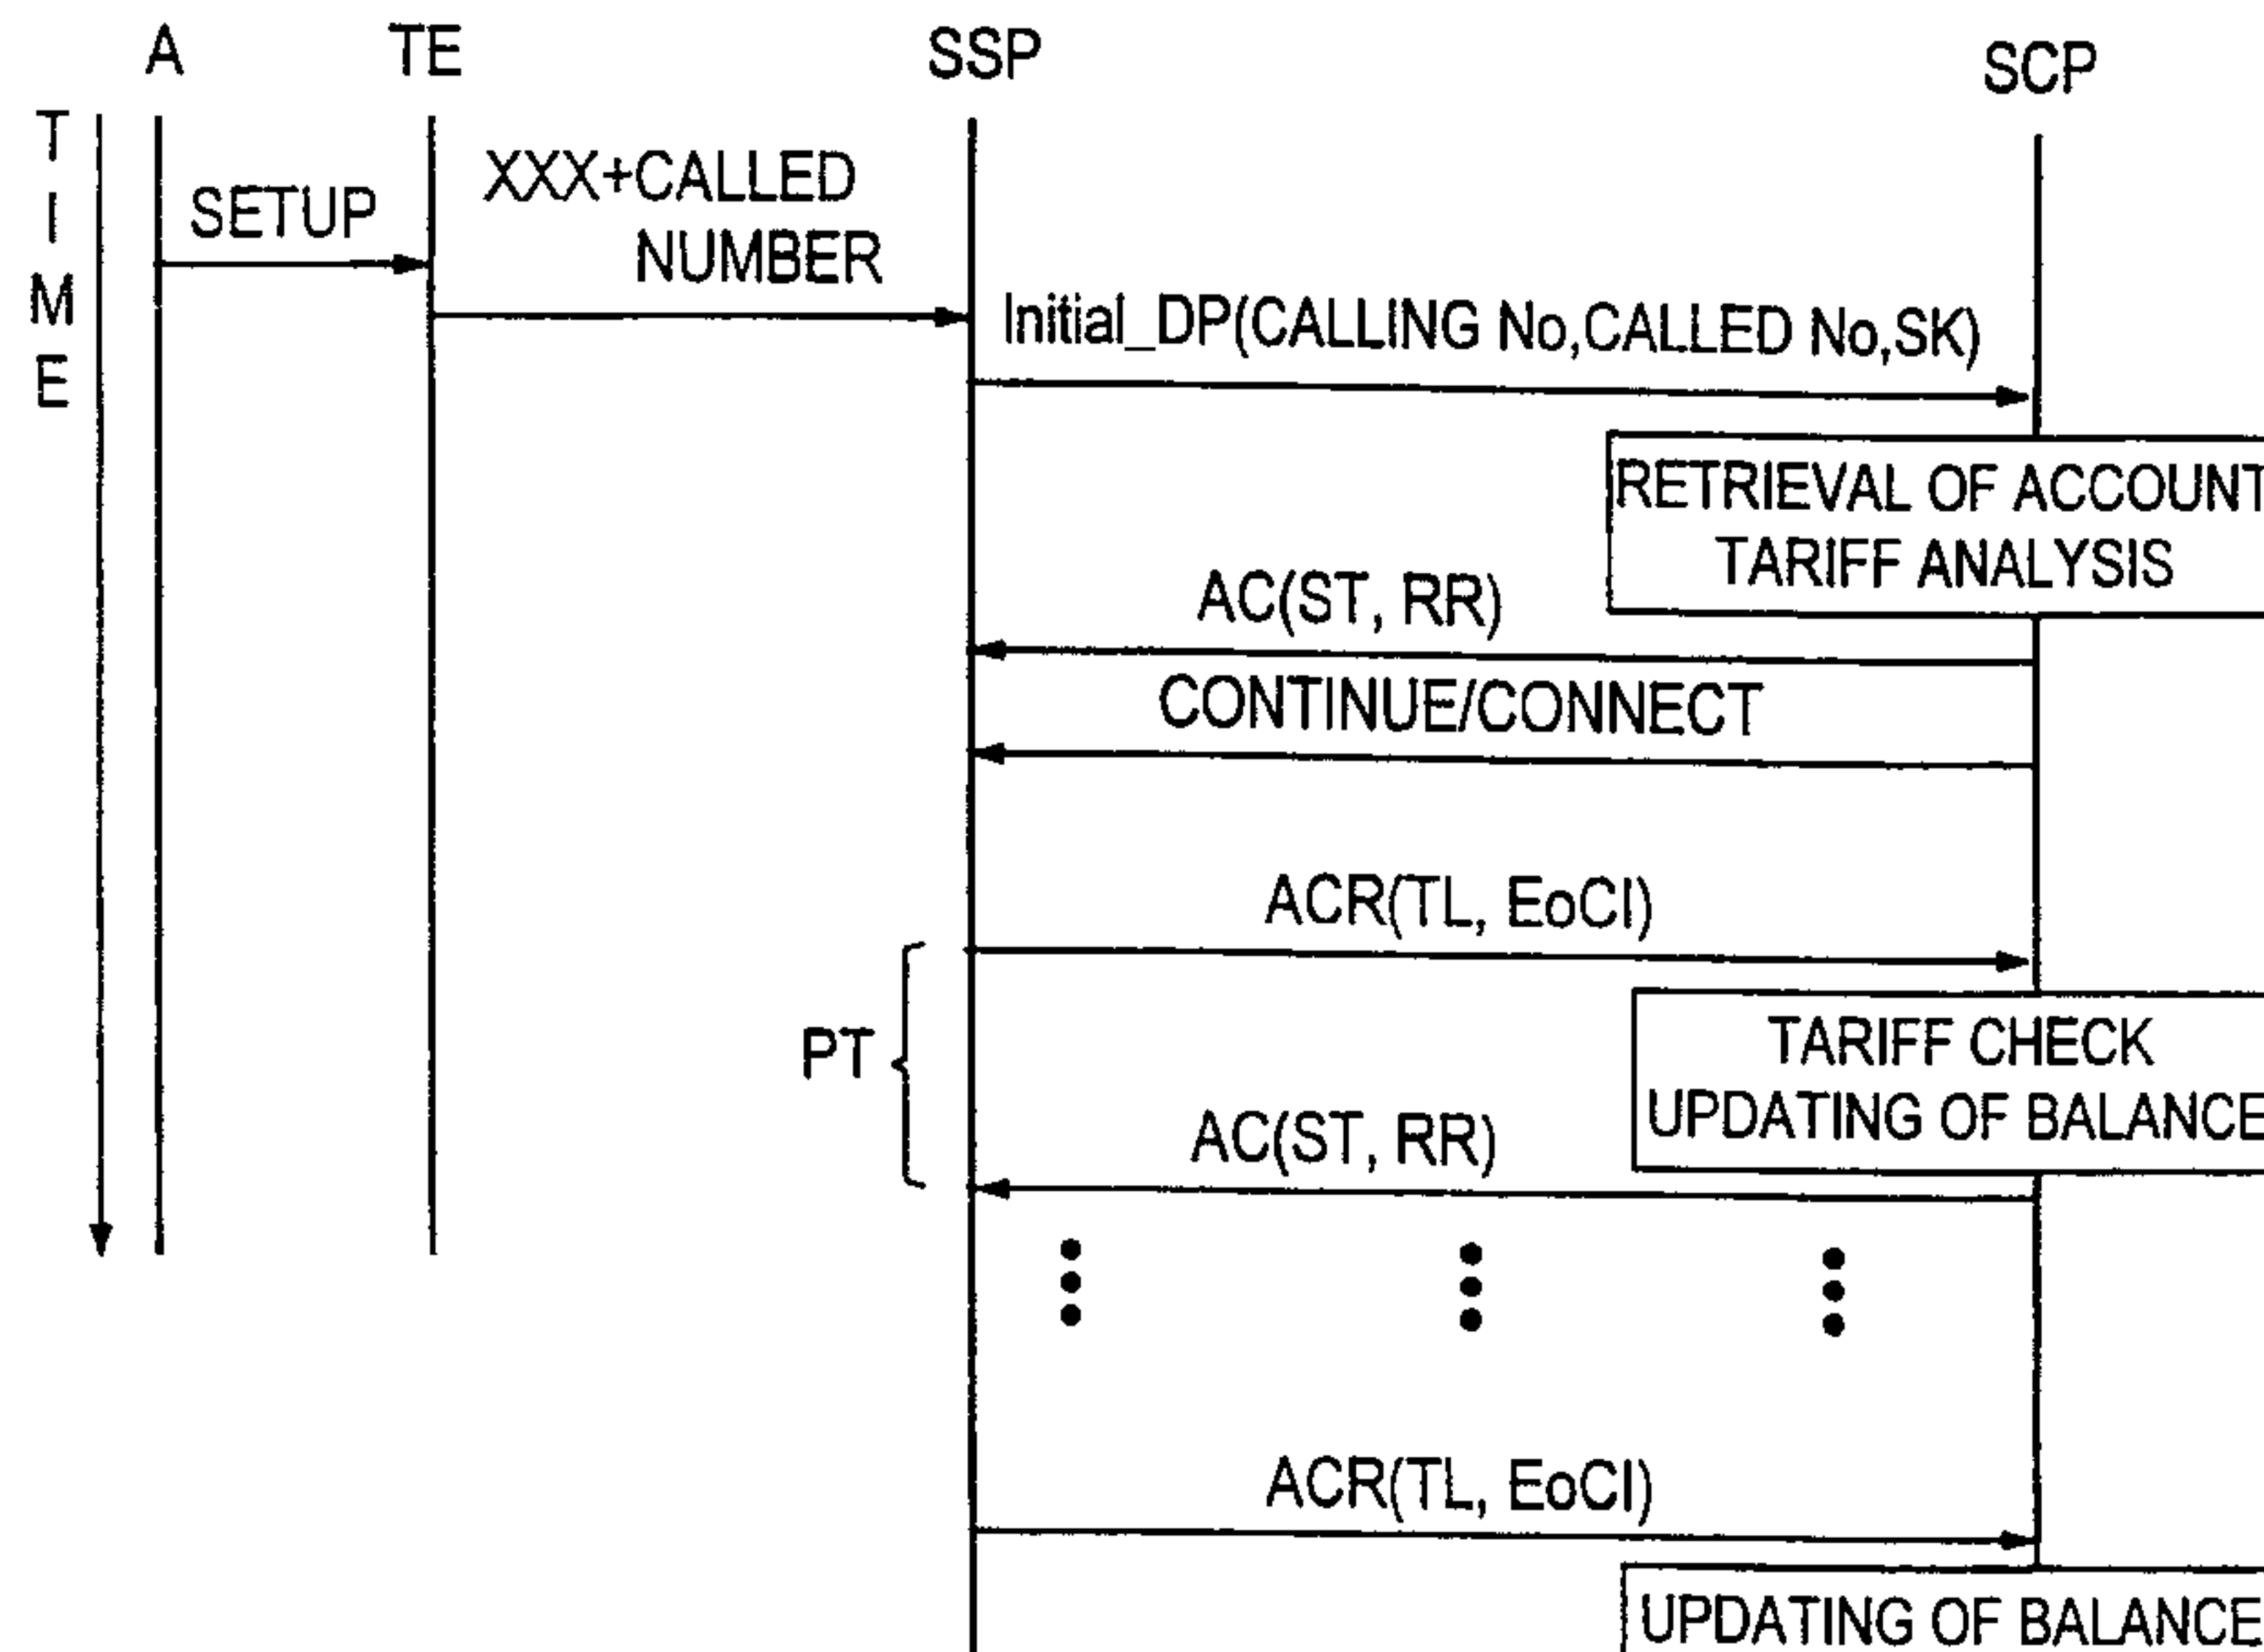 A
TE
SSP
SCP
TIME
SETUP
XXX+CALLED
NUMBER
Initial_DP(CALLING No,CALLED No,SK)
RETRIEVAL OF ACCOUNT
TARIFF ANALYSIS
AC(ST, RR)
CONTINUE/CONNECT
ACR(TL, EoCI)
PT
TARIFF CHECK
UPDATING OF BALANCE
AC(ST, RR)
ACR(TL, EoCI)
UPDATING OF BALANCE